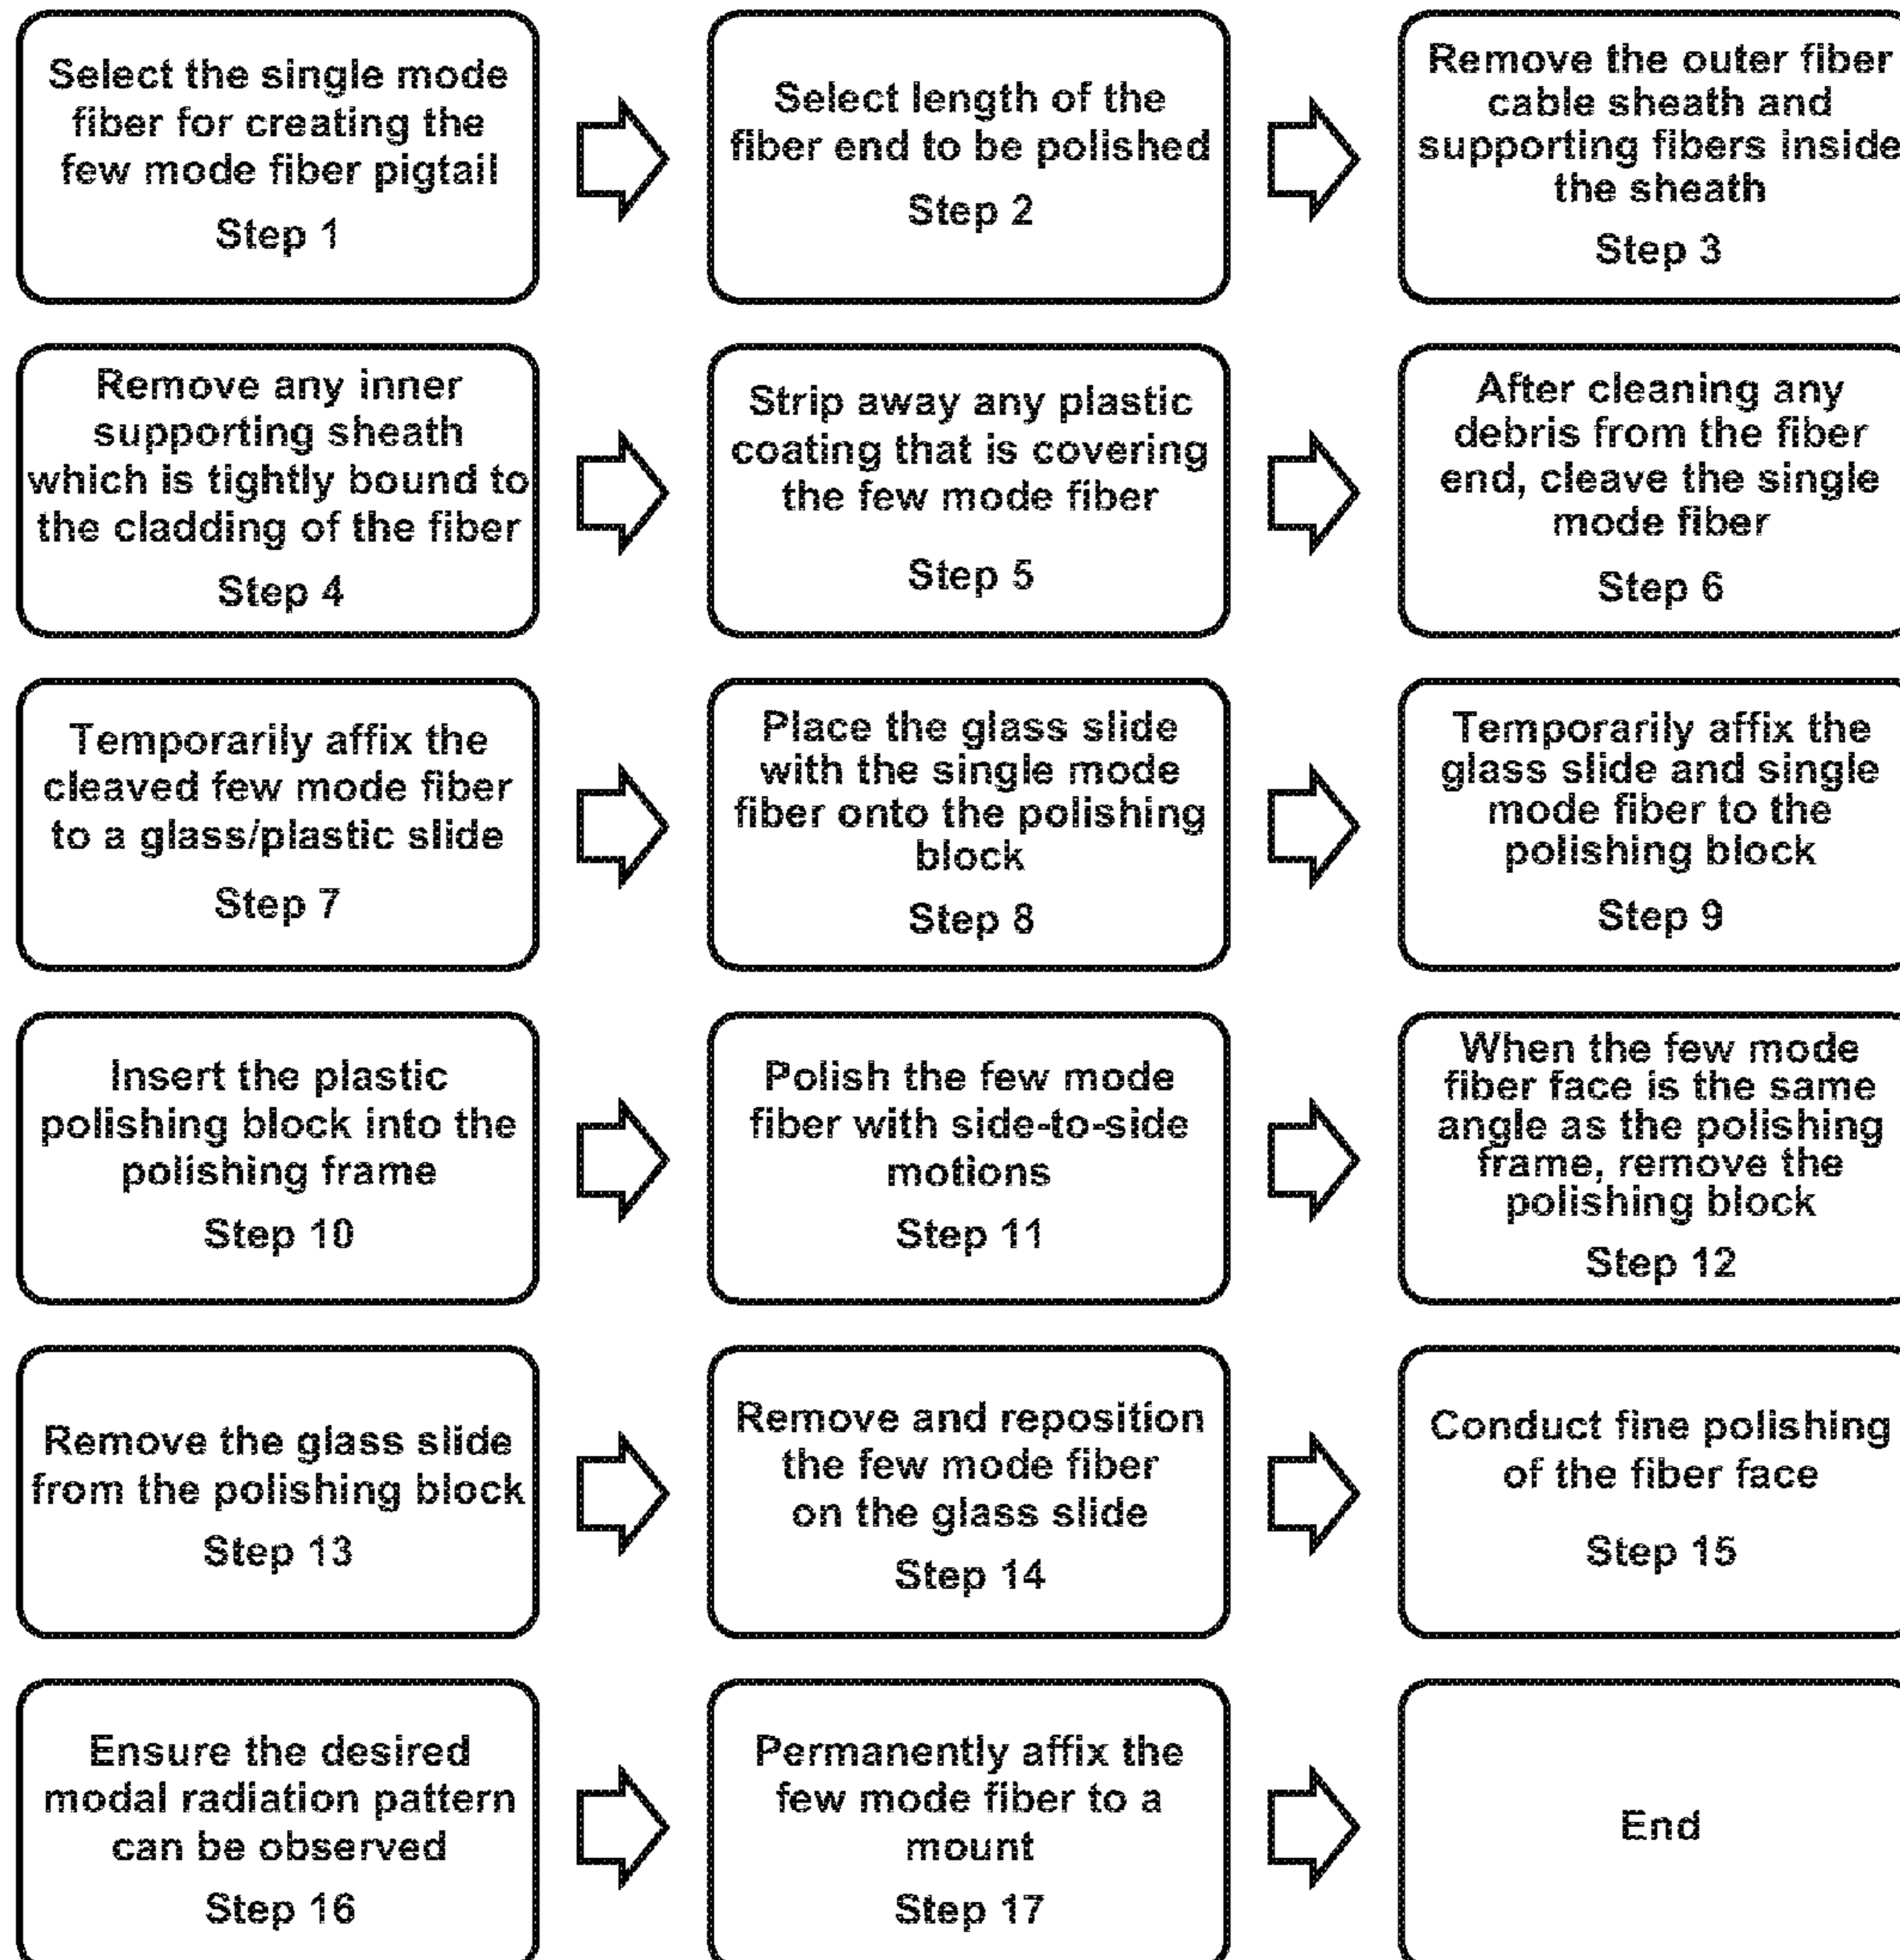 Select the single mode
fiber for creating the
few mode fiber pigtail
Step 1
Select length of the
fiber end to be polished
Step 2
Remove the outer fiber
cable sheath and
supporting fibers inside
the sheath
Step 3
Remove any inner
supporting sheath
which is tightly bound to
the cladding of the fiber
Step 4
Strip away any plastic
coating that is covering
the few mode fiber
Step 5
After cleaning any
debris from the fiber
end, cleave the single
mode fiber
Step 6
Temporarily affix the
cleaved few mode fiber
to a glass/plastic slide
Step 7
Place the glass slide
with the single mode
fiber onto the polishing
block
Step 8
Temporarily affix the
glass slide and single
mode fiber to the
polishing block
Step 9
Insert the plastic
polishing block into the
polishing frame
Step 10
Polish the few mode
fiber with side-to-side
motions
Step 11
When the few mode
fiber face is the same
angle as the polishing
frame, remove the
polishing block
Step 12
Remove the glass slide
from the polishing block
Step 13
Remove and reposition
the few mode fiber
on the glass slide
Step 14
Conduct fine polishing
of the fiber face
Step 15
Ensure the desired
modal radiation pattern
can be observed
Step 16
Permanently affix the
few mode fiber to a
mount
Step 17
End